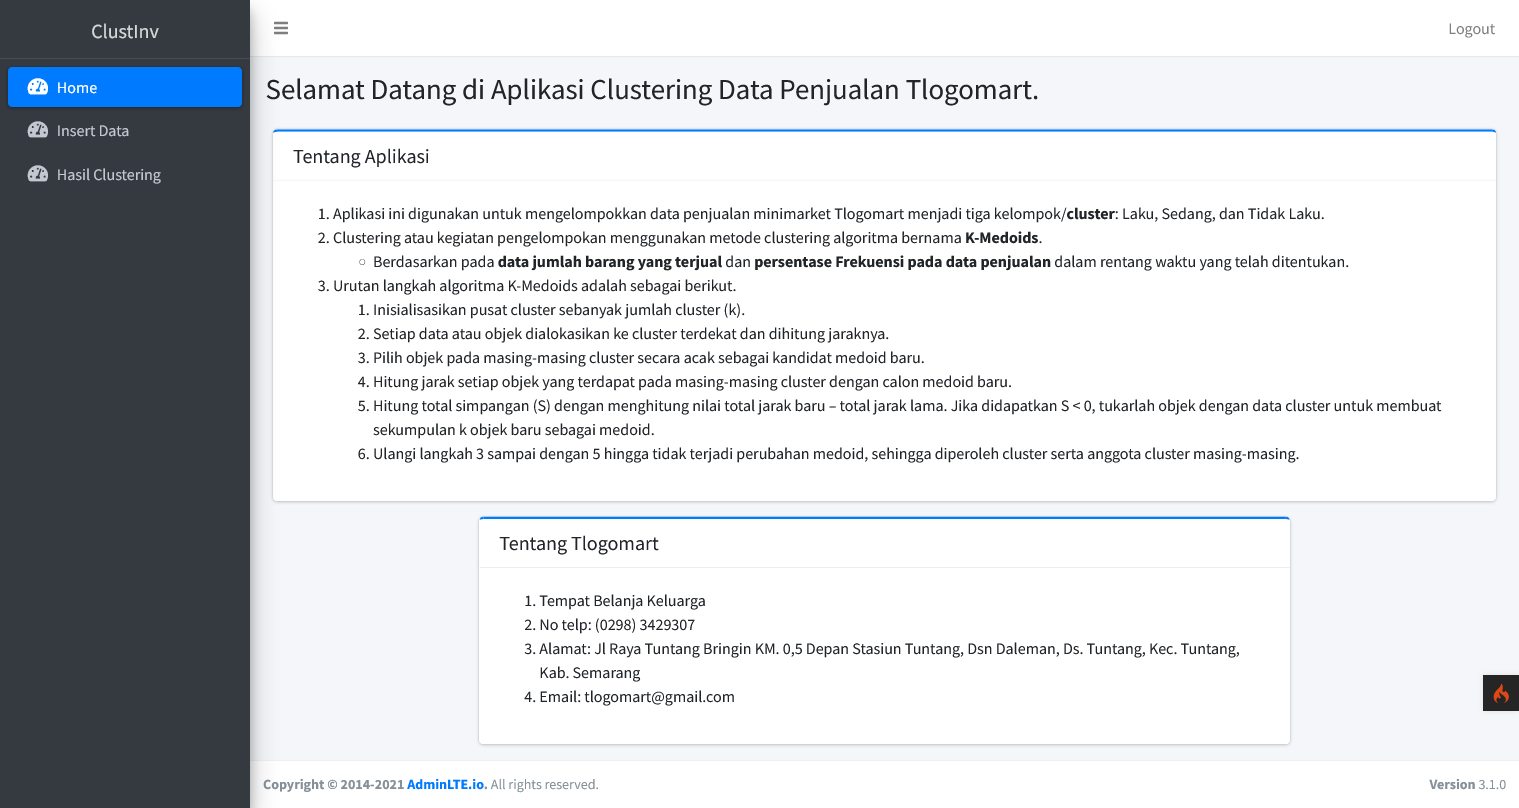 ClustInv
Logout
Home
Insert Data
Hasil Clustering
Selamat Datang di Aplikasi Clustering Data Penjualan Tlogomart.
Tentang Aplikasi
1. Aplikasi ini digunakan untuk mengelompokkan data penjualan minimarket Tlogomart menjadi tiga kelompok/cluster: Laku, Sedang, dan Tidak Laku.
2. Clustering atau kegiatan pengelompokan menggunakan metode clustering algoritma bernama K-Medoids.
○ Berdasarkan pada data jumlah barang yang terjual dan persentase Frekuensi pada data penjualan dalam rentang waktu yang telah ditentukan.
3. Urutan langkah algoritma K-Medoids adalah sebagai berikut.
1. Inisialisasikan pusat cluster sebanyak jumlah cluster (k).
2. Setiap data atau objek dialokasikan ke cluster terdekat dan dihitung jaraknya.
3. Pilih objek pada masing-masing cluster secara acak sebagai kandidat medoid baru.
4. Hitung jarak setiap objek yang terdapat pada masing-masing cluster dengan calon medoid baru.
5. Hitung total simpangan (S) dengan menghitung nilai total jarak baru – total jarak lama. Jika didapatkan S < 0, tukarlah objek dengan data cluster untuk membuat
sekumpulan k objek baru sebagai medoid.
6. Ulangi langkah 3 sampai dengan 5 hingga tidak terjadi perubahan medoid, sehingga diperoleh cluster serta anggota cluster masing-masing.
Tentang Tlogomart
1. Tempat Belanja Keluarga
2. No telp: (0298) 3429307
3. Alamat: Jl Raya Tuntang Bringin KM. 0,5 Depan Stasiun Tuntang, Dsn Daleman, Ds. Tuntang, Kec. Tuntang,
Kab. Semarang
4. Email: tlogomart@gmail.com
Copyright © 2014-2021 AdminLTE.io. All rights reserved.
Version 3.1.0